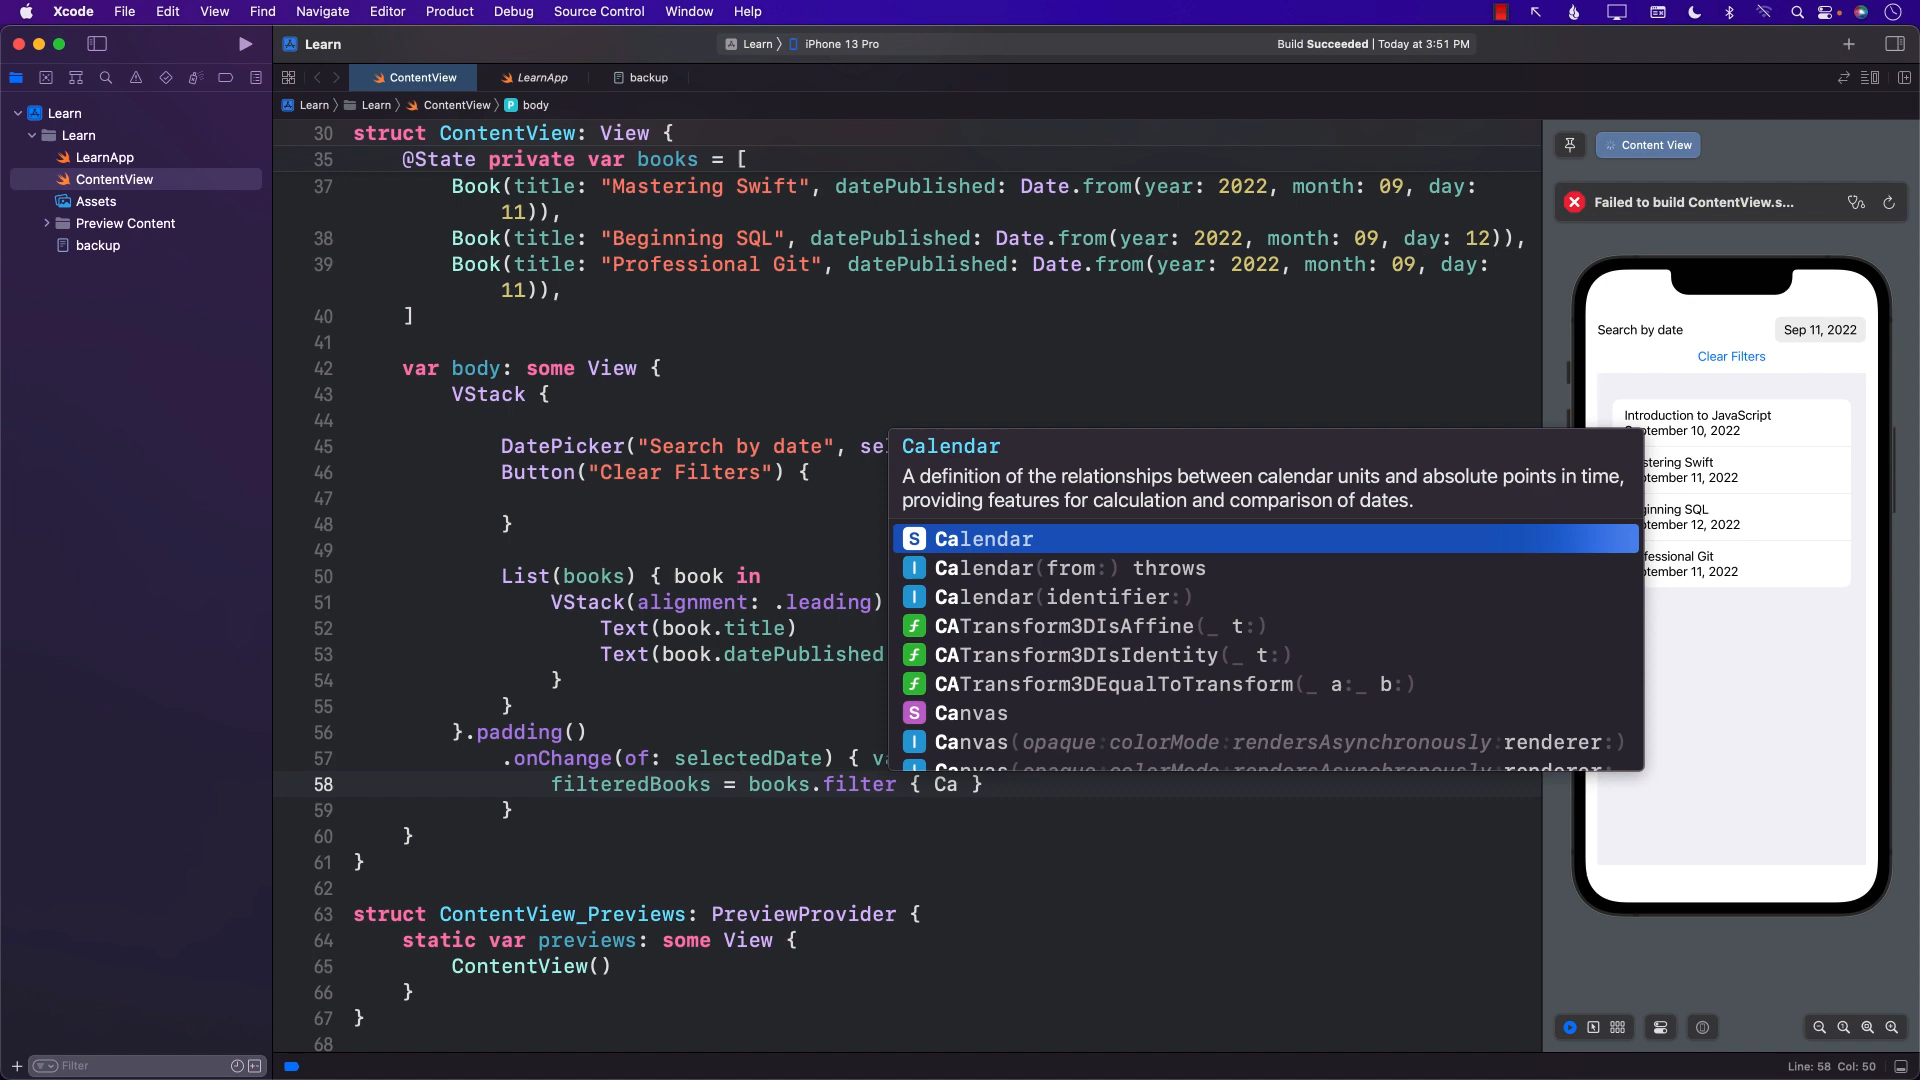 Xcode File Edit View Find Navigate Editor Product Debug Source Control Window Help
Learn
Learn iPhone 13 Pro
Build Succeeded | Today at 3:51 PM
ContentView
LearnApp
backup
Learn Learn ContentView P body
Learn
Learn
LearnApp
ContentView
Assets
Preview Content
backup
30 struct ContentView: View {
35 @State private var books = [
37 Book(title: "Mastering Swift", datePublished: Date.from(year: 2022, month: 09, day:
11)),
38 Book(title: "Beginning SQL", datePublished: Date.from(year: 2022, month: 09, day: 12)),
39 Book(title: "Professional Git", datePublished: Date.from(year: 2022, month: 09, day:
11)),
40 ]
41
42 var body: some View {
43 VStack {
44
45 DatePicker("Search by date",
46 Button("Clear Filters") {
47
48 }
49
50 List(books) { book in
51 VStack(alignment: .leading)
52 Text(book.title)
53 Text(book.datePublished
54 }
55 }
56 }.padding()
57 .onChange(of: selectedDate) {
58 filteredBooks = books.filter { Ca }
59 }
60 }
61 }
62
63 struct ContentView_Previews: PreviewProvider {
64 static var previews: some View {
65 ContentView()
66 }
67 }
68
Calendar
A definition of the relationships between calendar units and absolute points in time,
providing features for calculation and comparison of dates.
S Calendar
I Calendar(from:) throws
I Calendar(identifier:)
f CATransform3DIsAffine(_ t:)
f CATransform3DIsIdentity(_ t:)
f CATransform3DEqualToTransform(_ a:_ b:)
S Canvas
I Canvas(opaque:colorMode:rendersAsynchronously:renderer:)
Content View
Failed to build ContentView.s...
Search by date Sep 11, 2022
Clear Filters
Introduction to JavaScript
September 10, 2022
Swift
11, 2022
SQL
12, 2022
Git
11, 2022
Filter
Line: 58 Col: 50